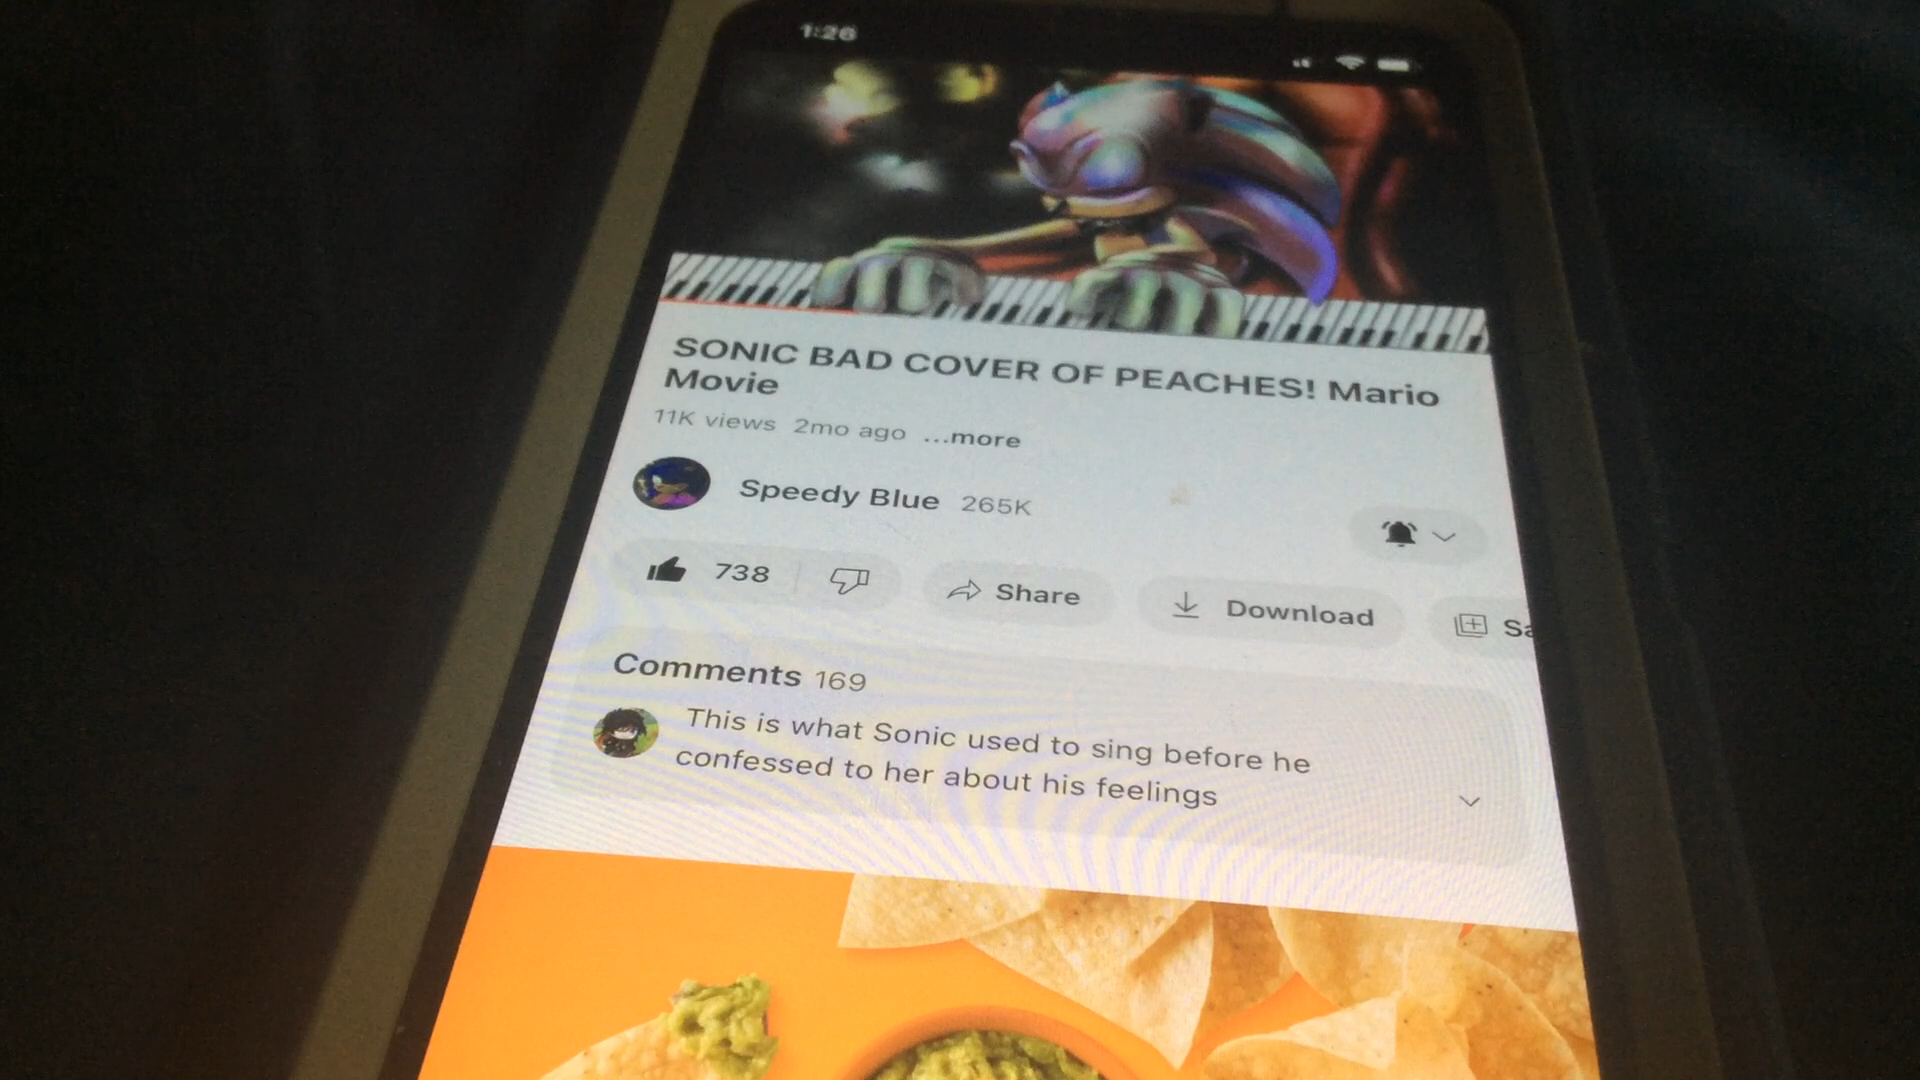 1:26
SONIC BAD COVER OF PEACHES! Mario
Movie
11K views 2mo ago ...more
Speedy Blue 265K
738 Share Download Sa
Comments 169
This is what Sonic used to sing before he
confessed to her about his feelings